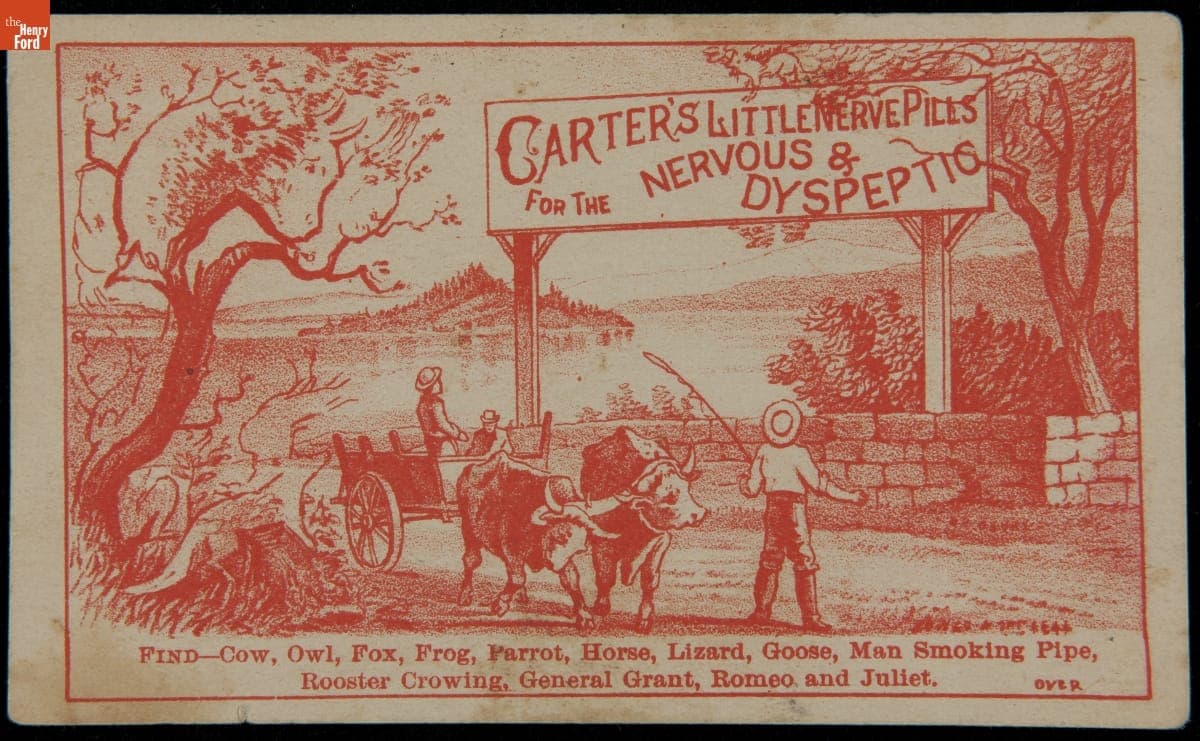 the
Henry
Ford
CARTER'S LITTLE NERVE PILLS
FOR THE NERVOUS &
DYSPEPTIC
FIND—COW, OWL, FOX, FROG, PARROT, HORSE, LIZARD, GOOSE, MAN SMOKING PIPE,
ROOSTER CROWING, GENERAL GRANT, ROMEO AND JULIET.
OVER